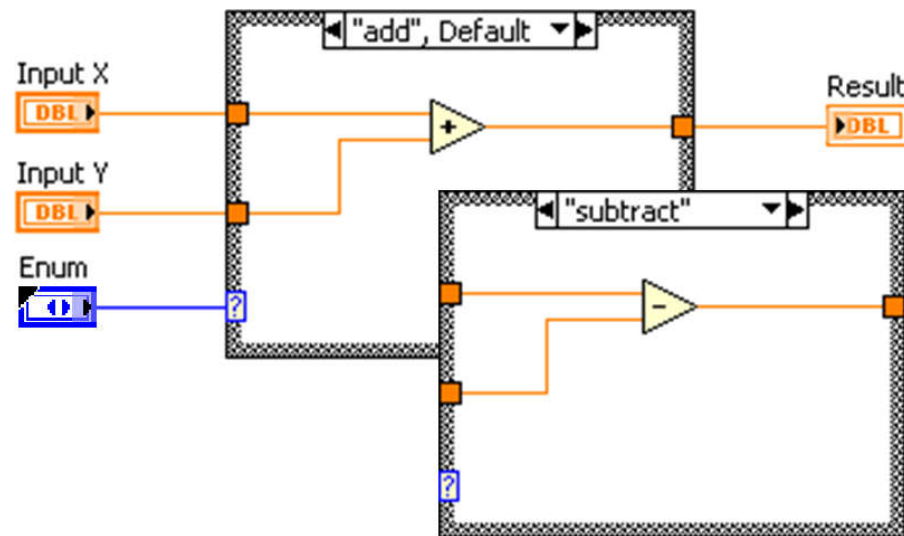 "add", Default
Input X
DBL
+
Result
DBL
Input Y
DBL
"subtract"
Enum
?
-
?